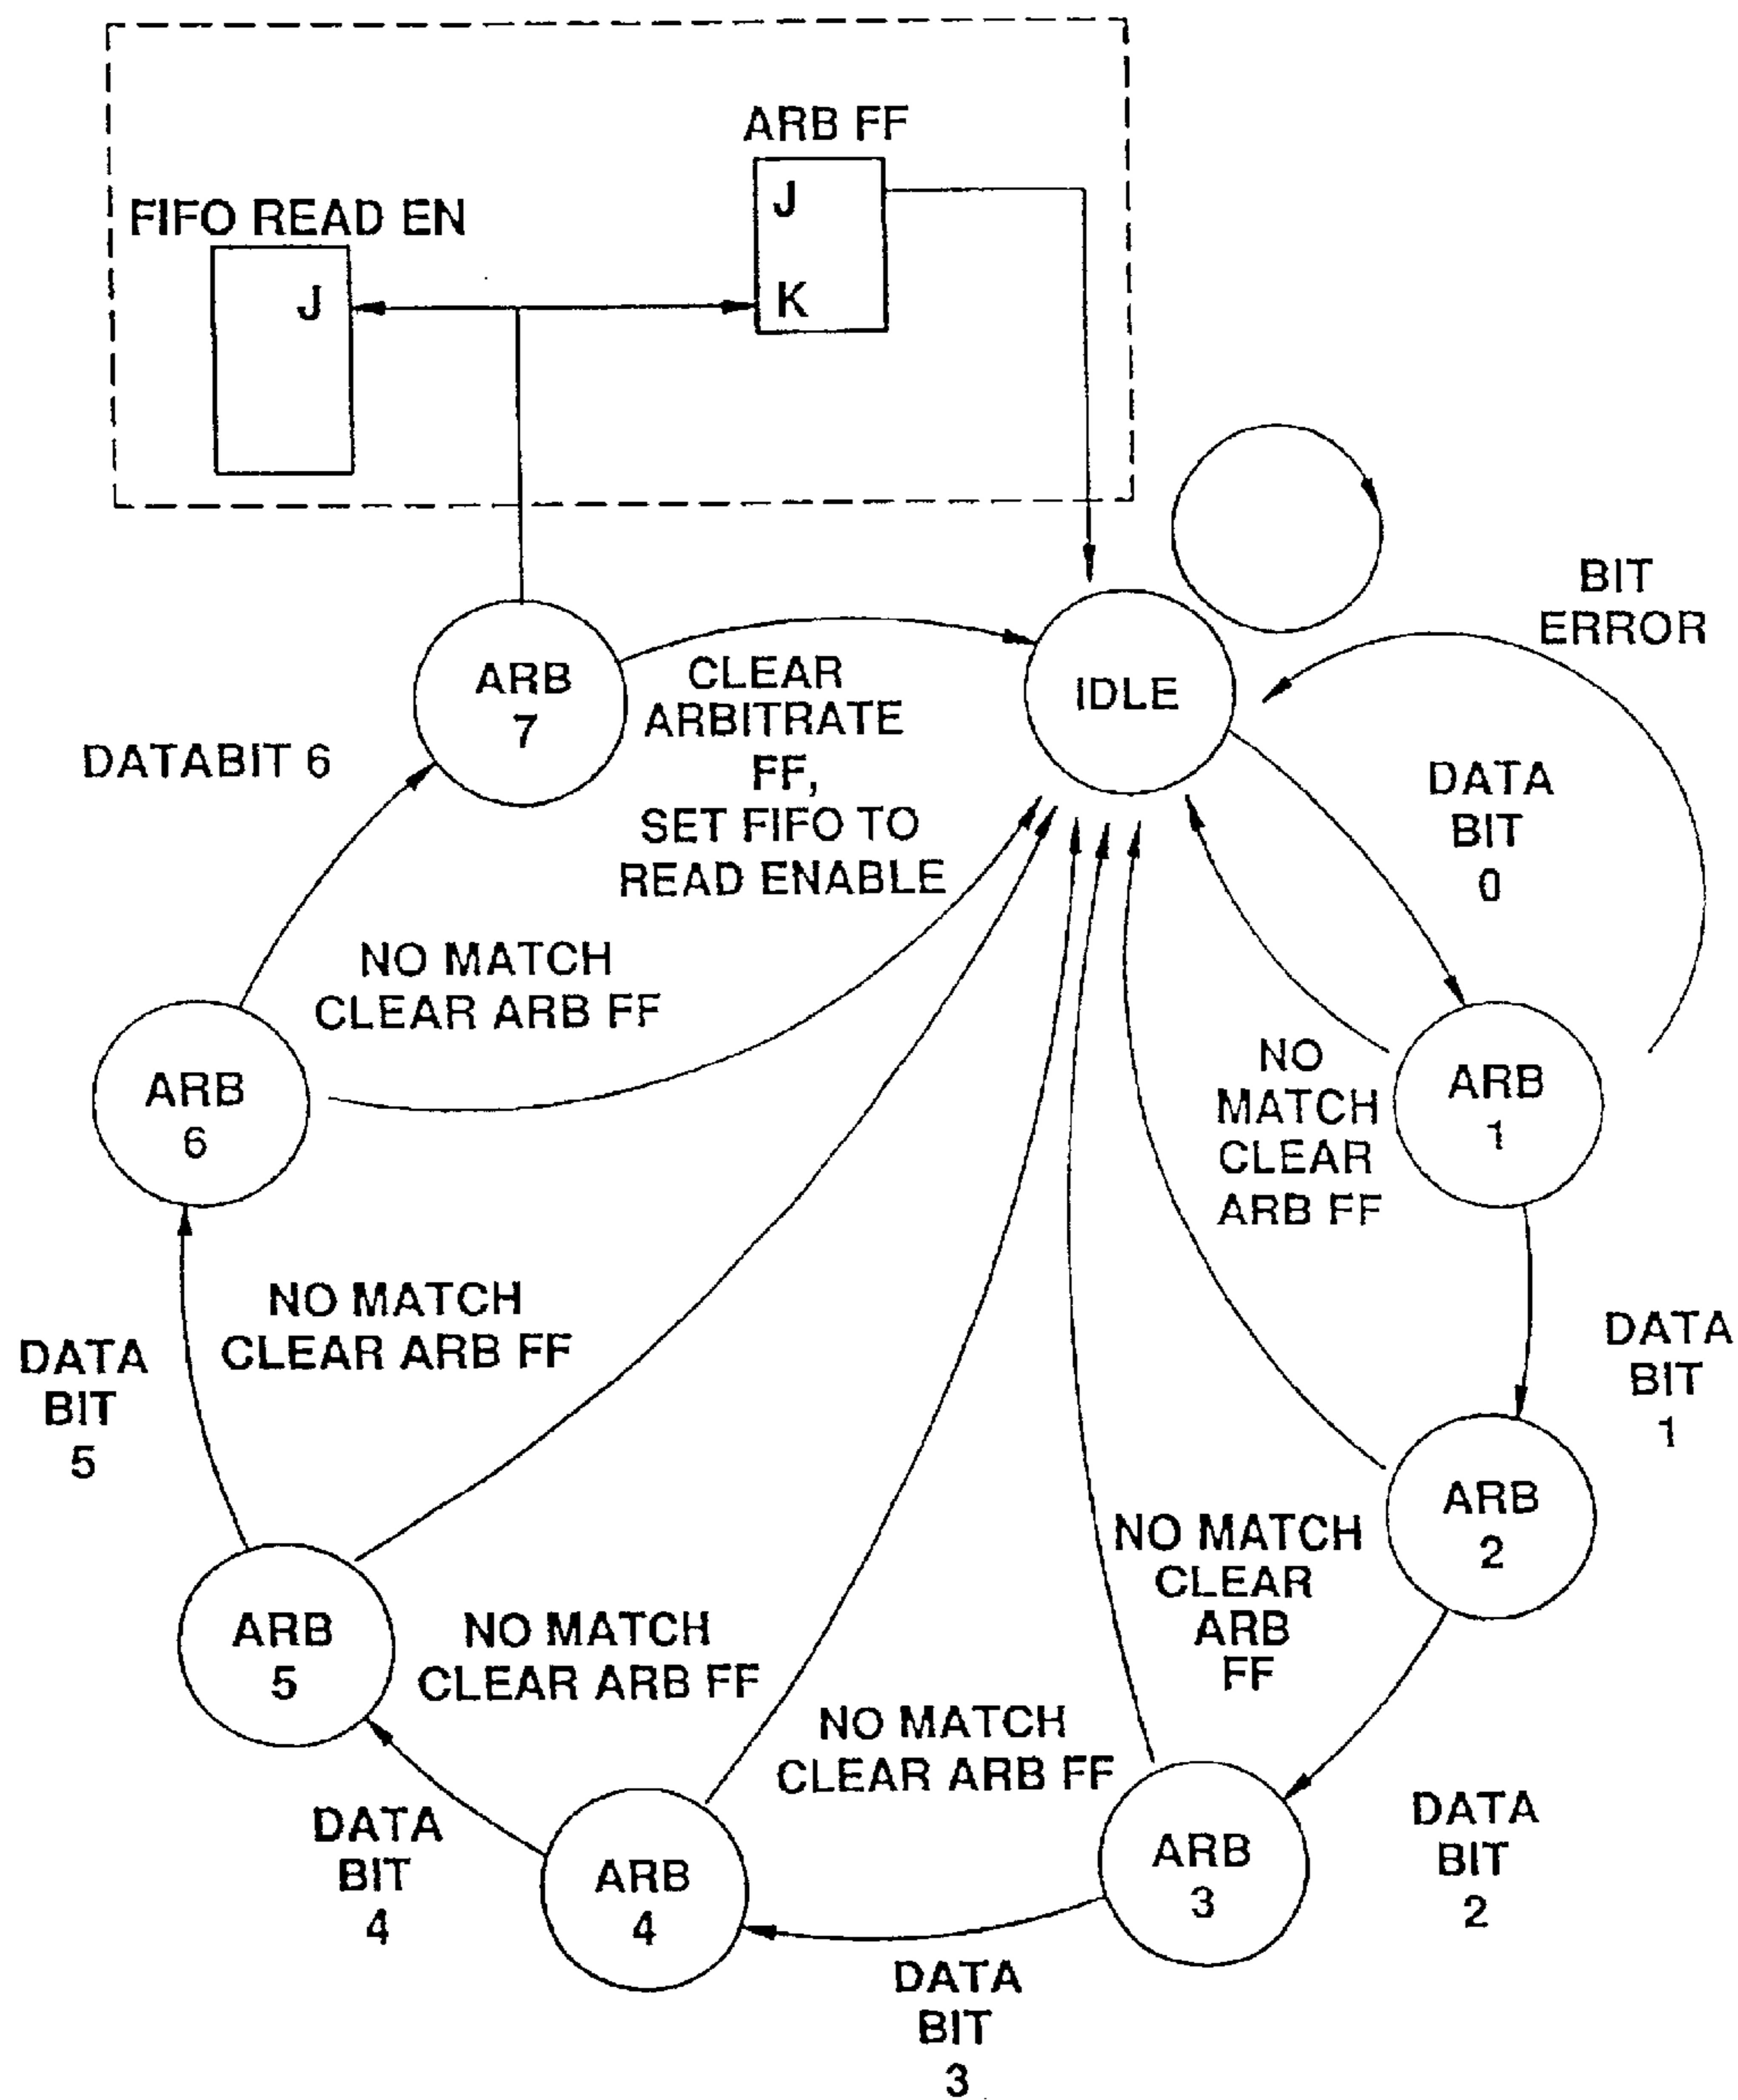 ARB FF
J
K
FIFO READ EN
J
BIT
ERROR
ARB
7
CLEAR
ARBITRATE
FF,
SET FIFO TO
READ ENABLE
IDLE
DATABIT 6
DATA
BIT
0
NO MATCH
CLEAR ARB FF
ARB
6
NO
MATCH
CLEAR
ARB FF
ARB
1
NO MATCH
CLEAR ARB FF
DATA
BIT
5
DATA
BIT
1
ARB
2
NO MATCH
CLEAR
ARB
FF
ARB
5
NO MATCH
CLEAR ARB FF
NO MATCH
CLEAR ARB FF
DATA
BIT
4
ARB
4
ARB
3
DATA
BIT
2
DATA
BIT
3